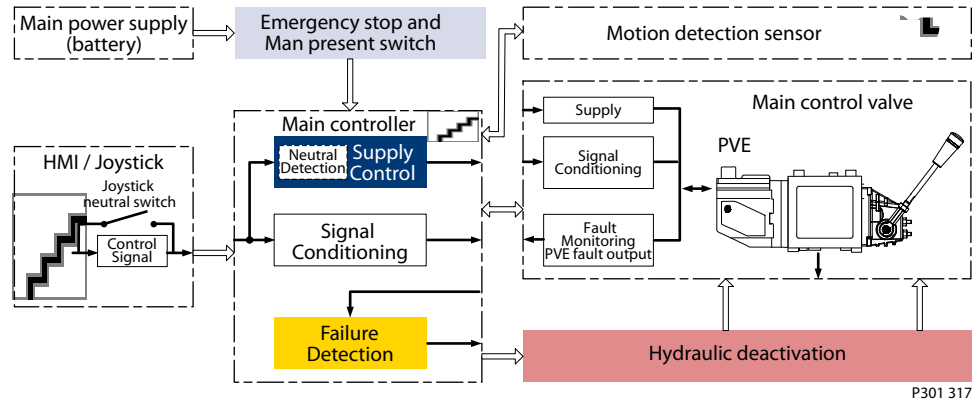 Main power supply
(battery)
Emergency stop and
Man present switch
Motion detection sensor
Main controller
Neutral
Detection
Supply
Control
Signal
Conditioning
Failure
Detection
HMI / Joystick
Joystick
neutral switch
Control
Signal
Main control valve
Supply
Signal
Conditioning
Fault
Monitoring
PVE fault output
PVE
Hydraulic deactivation
P301 317